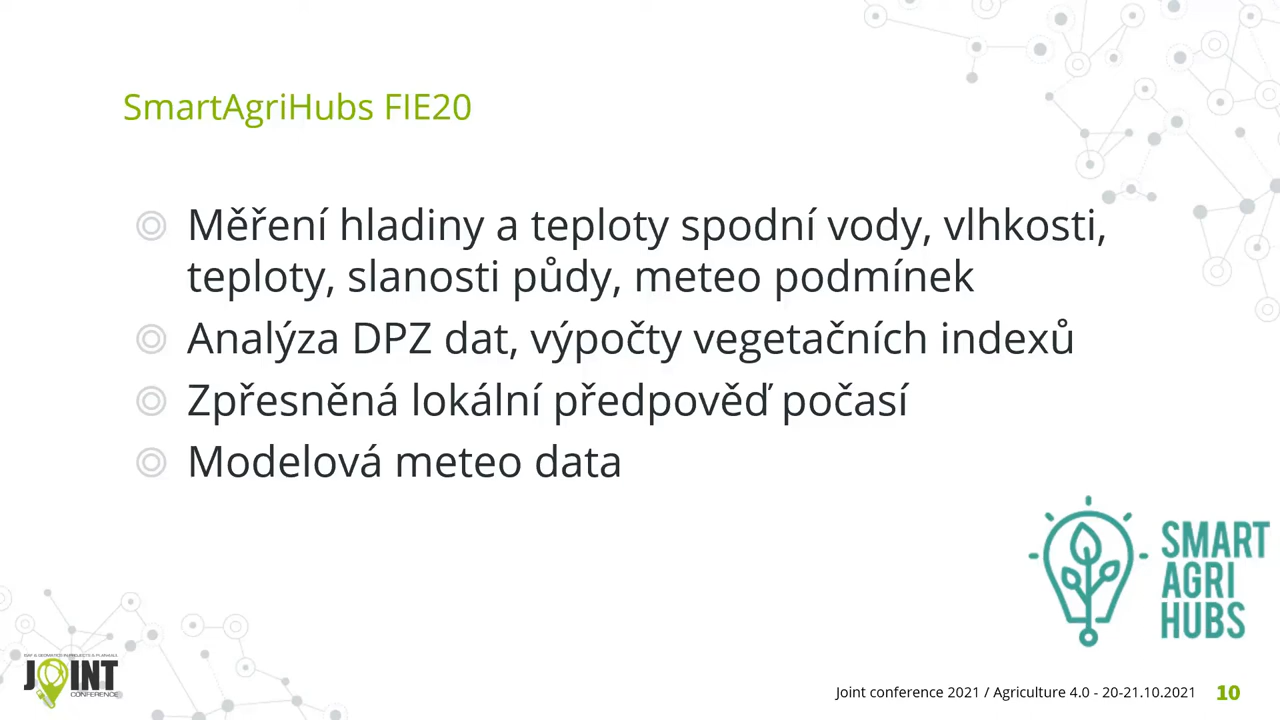 SmartAgriHubs FIE20
Měření hladiny a teploty spodní vody, vlhkosti,
teploty, slanosti půdy, meteo podmínek
Analýza DPZ dat, výpočty vegetačních indexů
Zpřesněná lokální předpověď počasí
Modelová meteo data
SMART
AGRI
HUBS
JOINT
CONFERENCE
Joint conference 2021 / Agriculture 4.0 - 20-21.10.2021 10